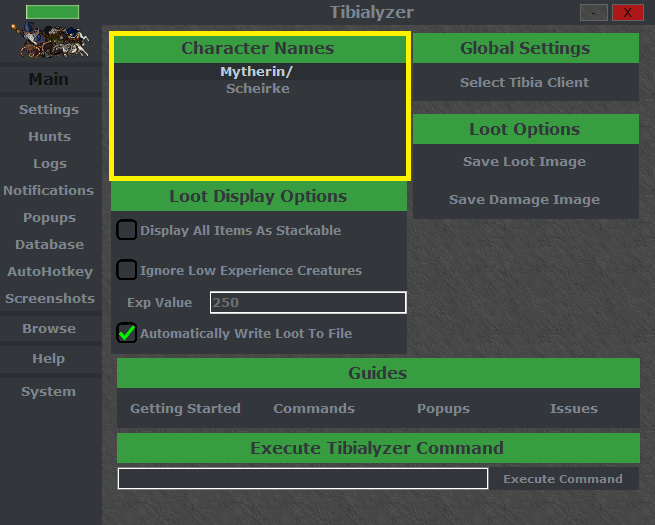 Tibialyzer
-
X
Main
Settings
Hunts
Logs
Notifications
Popups
Database
AutoHotkey
Screenshots
Browse
Help
System
Character Names
Mytherin/
Scheirke
Loot Display Options
Display All Items As Stackable
Ignore Low Experience Creatures
Exp Value 250
Automatically Write Loot To File
Global Settings
Select Tibia Client
Loot Options
Save Loot Image
Save Damage Image
Guides
Getting Started Commands Popups Issues
Execute Tibialyzer Command
Execute Command